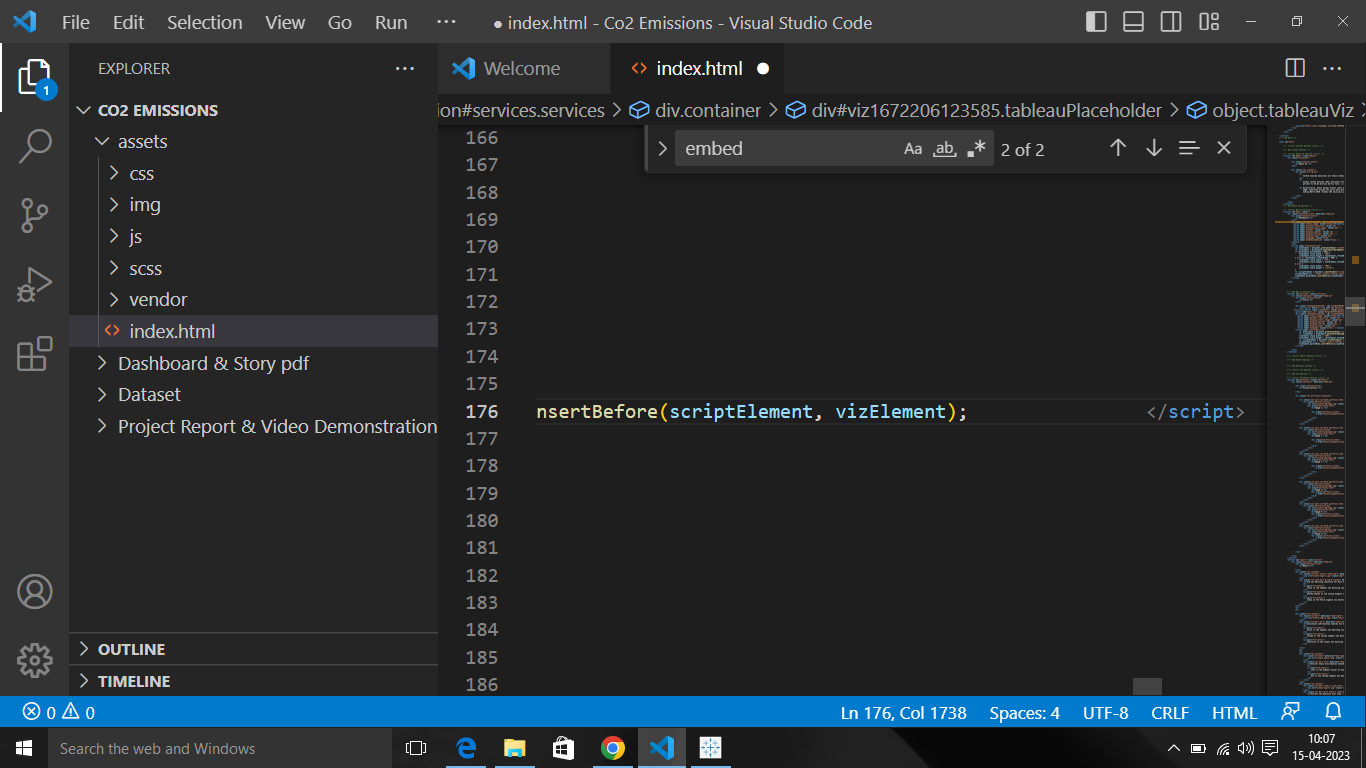 File Edit Selection View Go Run ··· ● index.html - Co2 Emissions - Visual Studio Code
EXPLORER ···
Welcome
index.html ●
1
CO2 EMISSIONS
ion#services.services > div.container > div#viz1672206123585.tableauPlaceholder > object.tableauViz >
assets
css
img
js
scss
vendor
index.html
Dashboard & Story pdf
Dataset
Project Report & Video Demonstration
OUTLINE
TIMELINE
embed Aa ab .* 2 of 2
166
167
168
169
170
171
172
173
174
175
176 nsertBefore(scriptElement, vizElement); </script>
177
178
179
180
181
182
183
184
185
186
0 0 Ln 176, Col 1738 Spaces: 4 UTF-8 CRLF HTML
Search the web and Windows
10:07
15-04-2023